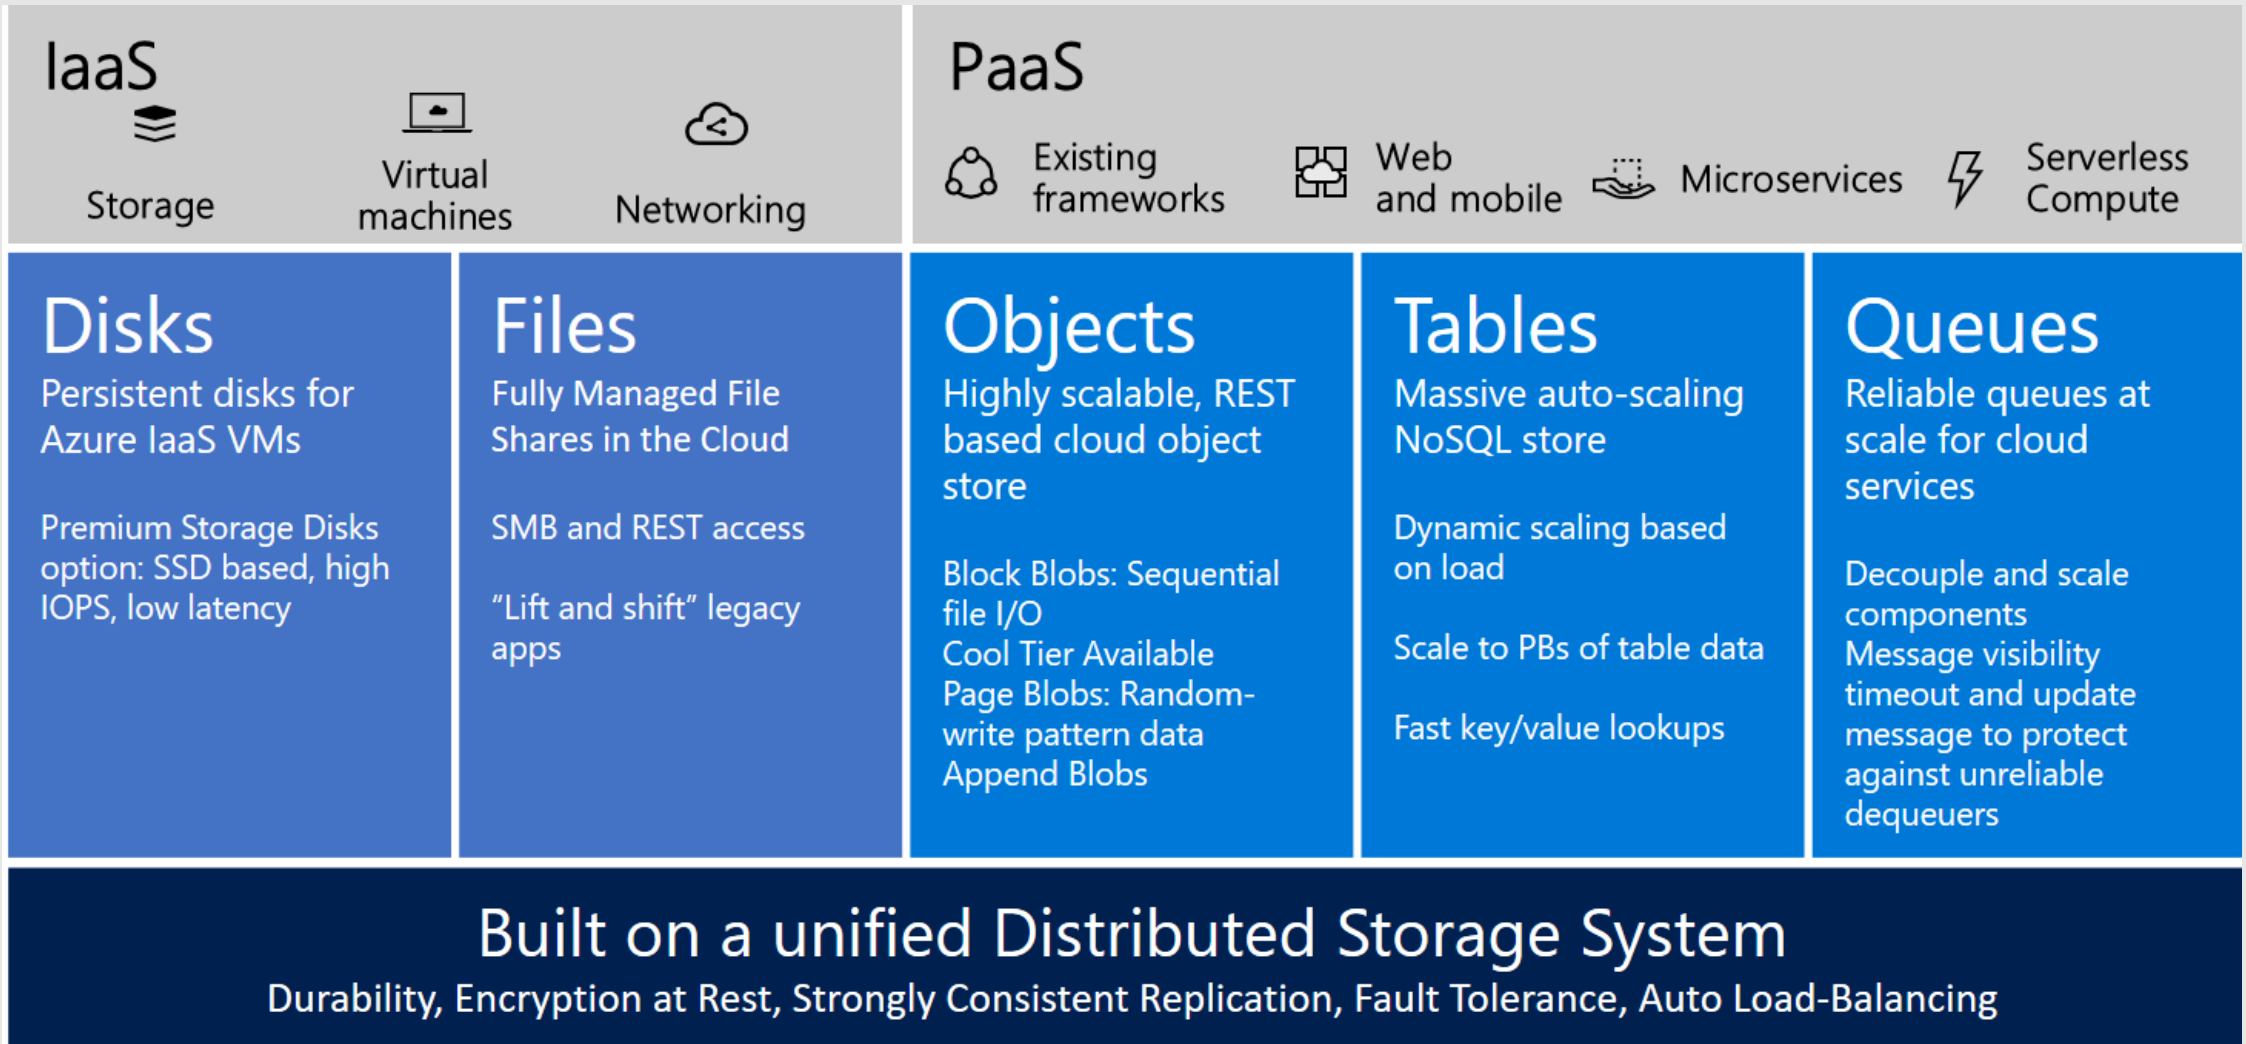 IaaS
Storage
Virtual
machines
Networking
PaaS
Existing
frameworks
Web
and mobile
Microservices
Serverless
Compute
Disks
Persistent disks for
Azure IaaS VMs
Premium Storage Disks
option: SSD based, high
IOPS, low latency
Files
Fully Managed File
Shares in the Cloud
SMB and REST access
“Lift and shift” legacy
apps
Objects
Highly scalable, REST
based cloud object
store
Block Blobs: Sequential
file I/O
Cool Tier Available
Page Blobs: Random-
write pattern data
Append Blobs
Tables
Massive auto-scaling
NoSQL store
Dynamic scaling based
on load
Scale to PBs of table data
Fast key/value lookups
Queues
Reliable queues at
scale for cloud
services
Decouple and scale
components
Message visibility
timeout and update
message to protect
against unreliable
dequeuers
Built on a unified Distributed Storage System
Durability, Encryption at Rest, Strongly Consistent Replication, Fault Tolerance, Auto Load-Balancing